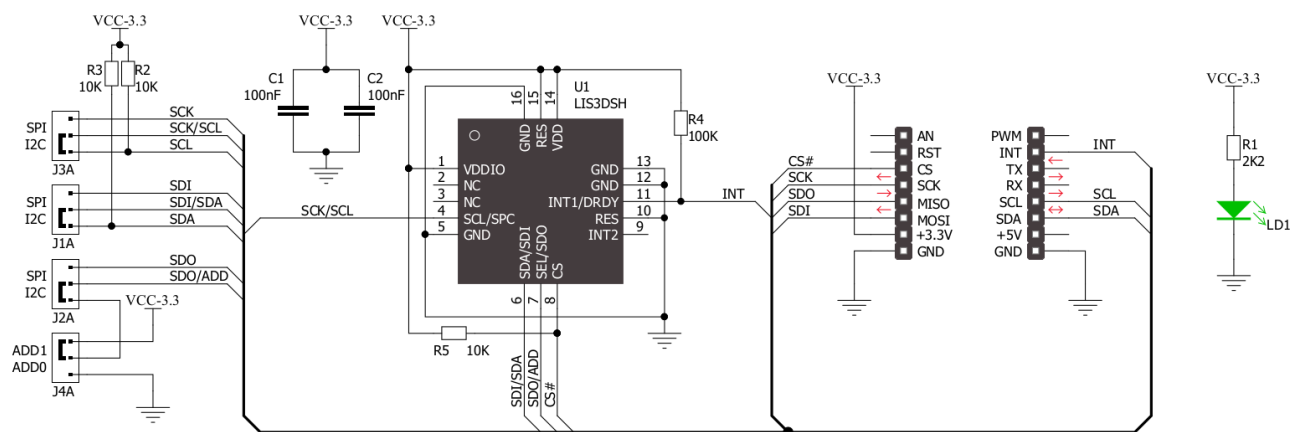 VCC-3.3
R3
R2
10K
10K
SPI
I2C
J3A
SCK
SCK/SCL
SCL
SPI
I2C
J1A
SDI
SDI/SDA
SDA
SPI
I2C
J2A
SDO
SDO/ADD
VCC-3.3
ADD1
ADD0
J4A
SCK/SCL
VCC-3.3
C1
100nF
C2
100nF
VCC-3.3
U1
LIS3DSH
16
15
14
GND
RES
VDD
1
VDDIO
2
NC
3
NC
4
SCL/SPC
5
GND
GND
13
GND
12
INT1/DRDY
11
RES
10
INT2
9
SDA/SDI
SEL/SDO
CS
6
7
8
R4
100K
R5
10K
SDI/SDA
SDO/ADD
CS#
INT
VCC-3.3
CS#
SCK
SDO
SDI
AN
RST
CS
SCK
MISO
MOSI
+3.3V
GND
PWM
INT
TX
RX
SCL
SDA
+5V
GND
INT
SCL
SDA
VCC-3.3
R1
2K2
LD1